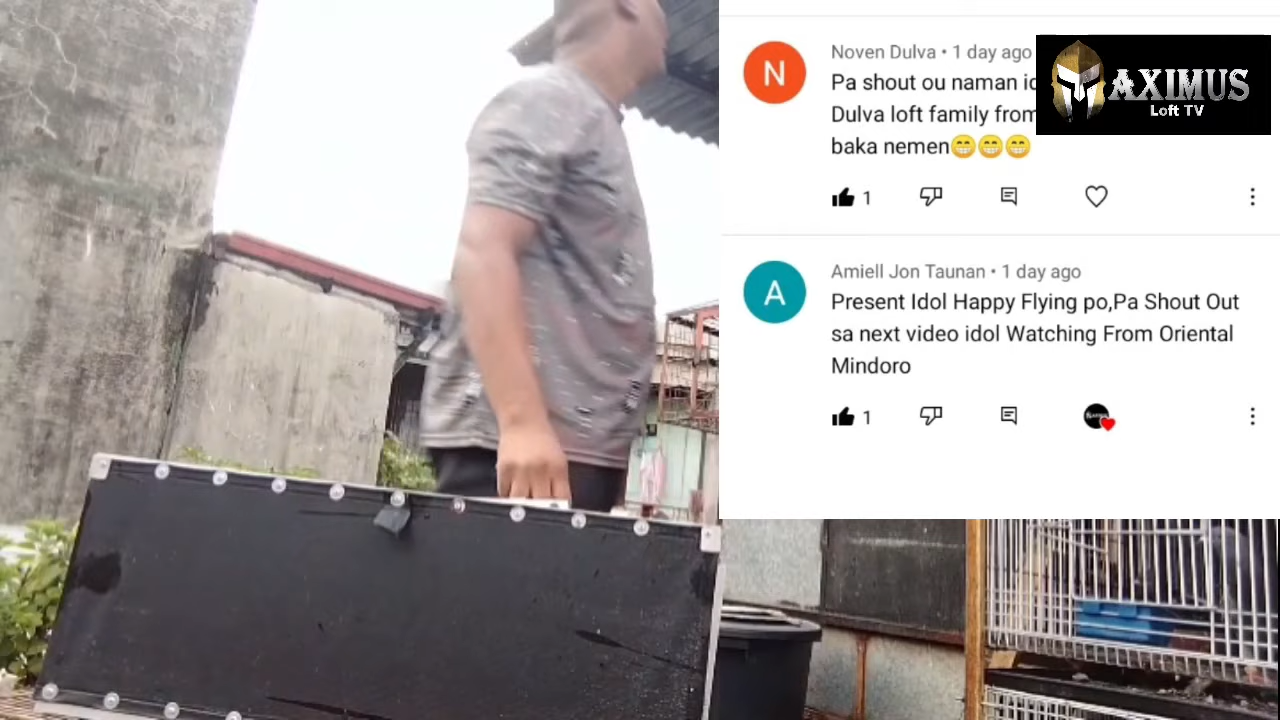 Noven Dulva • 1 day ago
Pa shout ou naman id
Dulva loft family from
baka nemen😁😁😁
1
AXIMUS
Loft TV
Amiell Jon Taunan • 1 day ago
Present Idol Happy Flying po,Pa Shout Out
sa next video idol Watching From Oriental
Mindoro
1
N
A